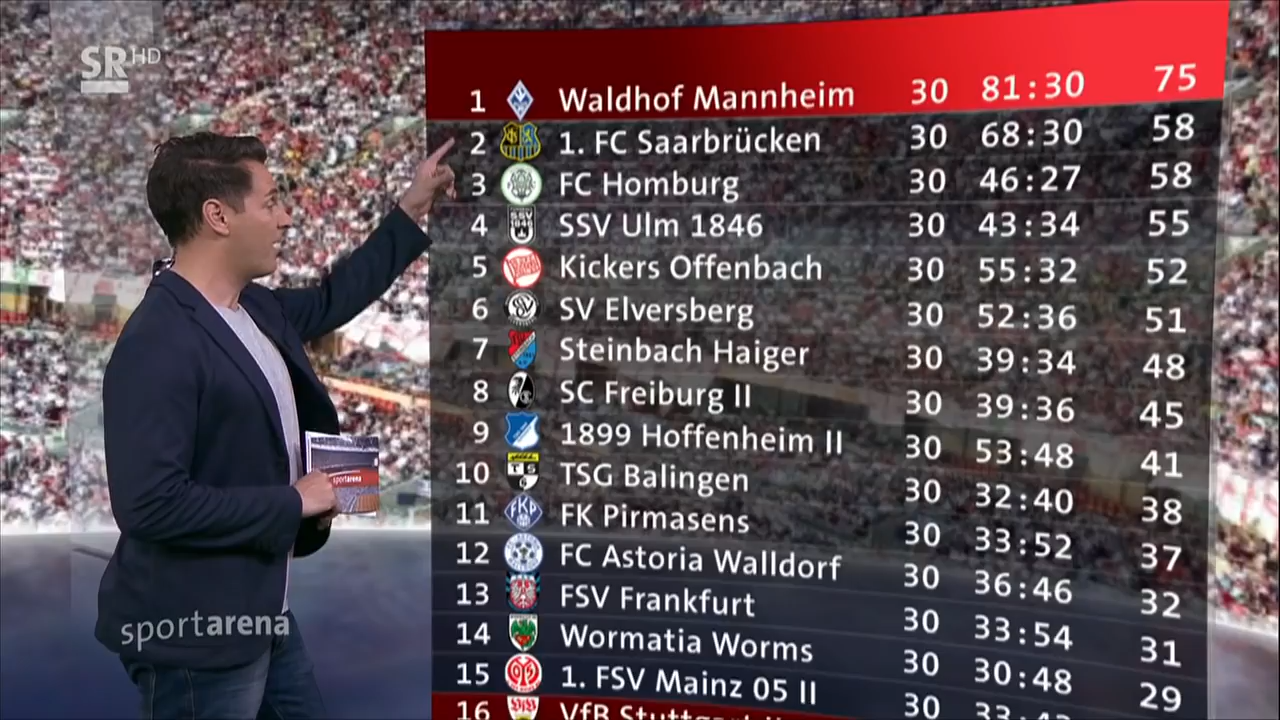 SR HD
1 Waldhof Mannheim 30 81:30 75
2 1. FC Saarbrücken 30 68:30 58
3 FC Homburg 30 46:27 58
4 SSV Ulm 1846 30 43:34 55
5 Kickers Offenbach 30 55:32 52
6 SV Elversberg 30 52:36 51
7 Steinbach Haiger 30 39:34 48
8 SC Freiburg II 30 39:36 45
9 1899 Hoffenheim II 30 53:48 41
10 TSG Balingen 30 32:40 38
11 FK Pirmasens 30 33:52 37
12 FC Astoria Walldorf 30 36:46 32
13 FSV Frankfurt 30 33:54 31
14 Wormatia Worms 30 30:48 29
15 1. FSV Mainz 05 II 30
16 VfB Stuttgart II
sportarena
sportarena